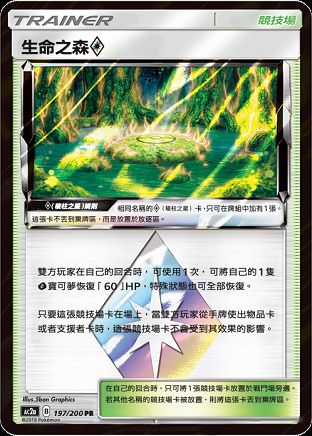 TRAINER 競技場
生命之森◇
◇(稜柱之星)規則
相同名稱的◇(稜柱之星)卡,只可在牌組中加有1張。
這張卡不丟到棄牌區,而是放置於放逐區。
雙方玩家在自己的回合時,可使用1次,可將自己的1隻
寶可夢恢復「60」HP,特殊狀態也可全部恢復。
只要這張競技場卡在場上,當雙方玩家從手牌使出物品卡
或者支援者卡時,這張競技場卡不會受到其效果的影響。
Illus.5ban Graphics
AC2a B 197/200 PR
©2019 Pokémon
在自己的回合時,只可將1張競技場卡放置於戰鬥場旁邊。
若其他名稱的競技場卡被放置,則將這張卡放置於放逐區。